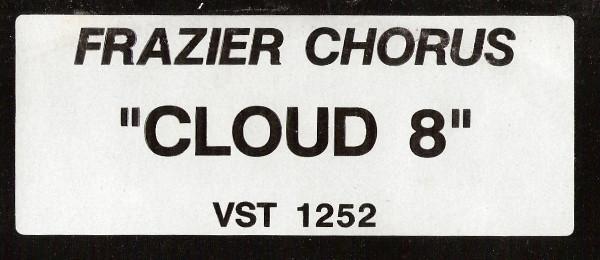 FRAZIER CHORUS
"CLOUD 8"
VST 1252